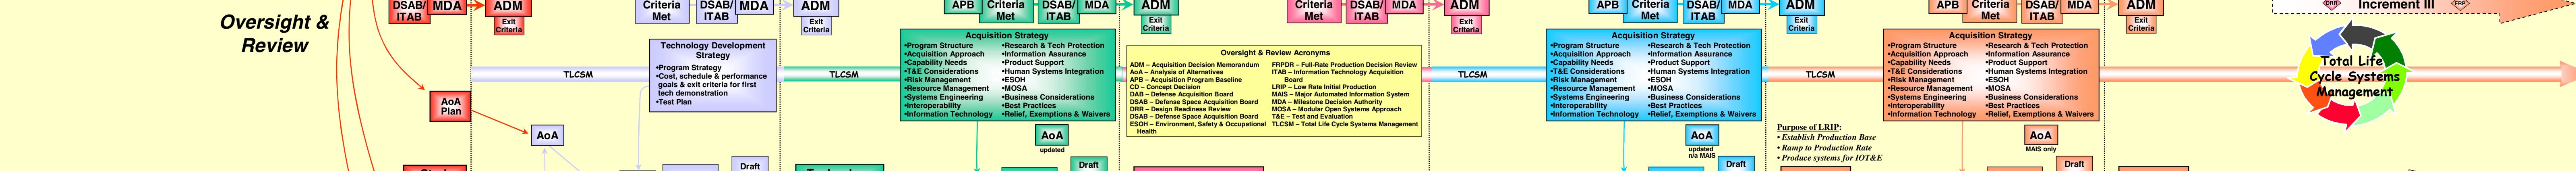 Oversight &
Review
DSAB/
ITAB
MDA
ADM
Exit
Criteria
AoA
Plan
TLCSM
AoA
Criteria
Met
DSAB/
ITAB
MDA
ADM
Exit
Criteria
Technology Development
Strategy
•Program Strategy
•Cost, schedule & performance
goals & exit criteria for first
tech demonstration
•Test Plan
Draft
TLCSM
APB
Criteria
Met
DSAB/
ITAB
MDA
ADM
Exit
Criteria
Acquisition Strategy
•Program Structure
•Acquisition Approach
•Capability Needs
•T&E Considerations
•Risk Management
•Resource Management
•Systems Engineering
•Interoperability
•Information Technology
•Research & Tech Protection
•Information Assurance
•Product Support
•Human Systems Integration
•ESOH
•MOSA
•Business Considerations
•Best Practices
•Relief, Exemptions & Waivers
AoA
updated
Draft
Oversight & Review Acronyms
ADM – Acquisition Decision Memorandum
AoA – Analysis of Alternatives
APB – Acquisition Program Baseline
CD – Concept Decision
DAB – Defense Acquisition Board
DSAB – Defense Space Acquisition Board
DRR – Design Readiness Review
DSAB – Defense Space Acquisition Board
ESOH – Environment, Safety & Occupational
Health
FRPDR – Full-Rate Production Decision Review
ITAB – Information Technology Acquisition
Board
LRIP – Low Rate Initial Production
MAIS – Major Automated Information System
MDA – Milestone Decision Authority
MOSA – Modular Open Systems Approach
T&E – Test and Evaluation
TLCSM – Total Life Cycle Systems Management
Criteria
Met
DSAB/
ITAB
MDA
ADM
Exit
Criteria
TLCSM
APB
Criteria
Met
DSAB/
ITAB
MDA
ADM
Exit
Criteria
Acquisition Strategy
•Program Structure
•Acquisition Approach
•Capability Needs
•T&E Considerations
•Risk Management
•Resource Management
•Systems Engineering
•Interoperability
•Information Technology
•Research & Tech Protection
•Information Assurance
•Product Support
•Human Systems Integration
•ESOH
•MOSA
•Business Considerations
•Best Practices
•Relief, Exemptions & Waivers
AoA
updated
n/a MAIS
Draft
TLCSM
Purpose of LRIP:
• Establish Production Base
• Ramp to Production Rate
• Produce systems for IOT&E
APB
Criteria
Met
DSAB/
ITAB
MDA
ADM
Exit
Criteria
Acquisition Strategy
•Program Structure
•Acquisition Approach
•Capability Needs
•T&E Considerations
•Risk Management
•Resource Management
•Systems Engineering
•Interoperability
•Information Technology
•Research & Tech Protection
•Information Assurance
•Product Support
•Human Systems Integration
•ESOH
•MOSA
•Business Considerations
•Best Practices
•Relief, Exemptions & Waivers
AoA
MAIS only
Draft
DRR
Increment III
FRP
Total Life
Cycle Systems
Management